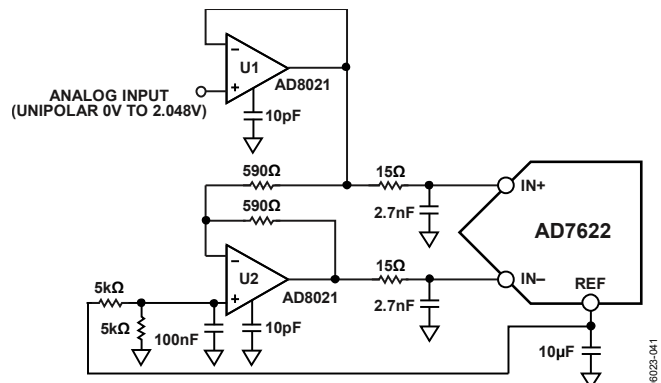 U1
AD8021
ANALOG INPUT
(UNIPOLAR 0V TO 2.048V)
10pF
590Ω
15Ω
IN+
590Ω
2.7nF
AD7622
15Ω
IN–
U2
AD8021
REF
5kΩ
2.7nF
5kΩ
100nF
10pF
10µF
6023-041